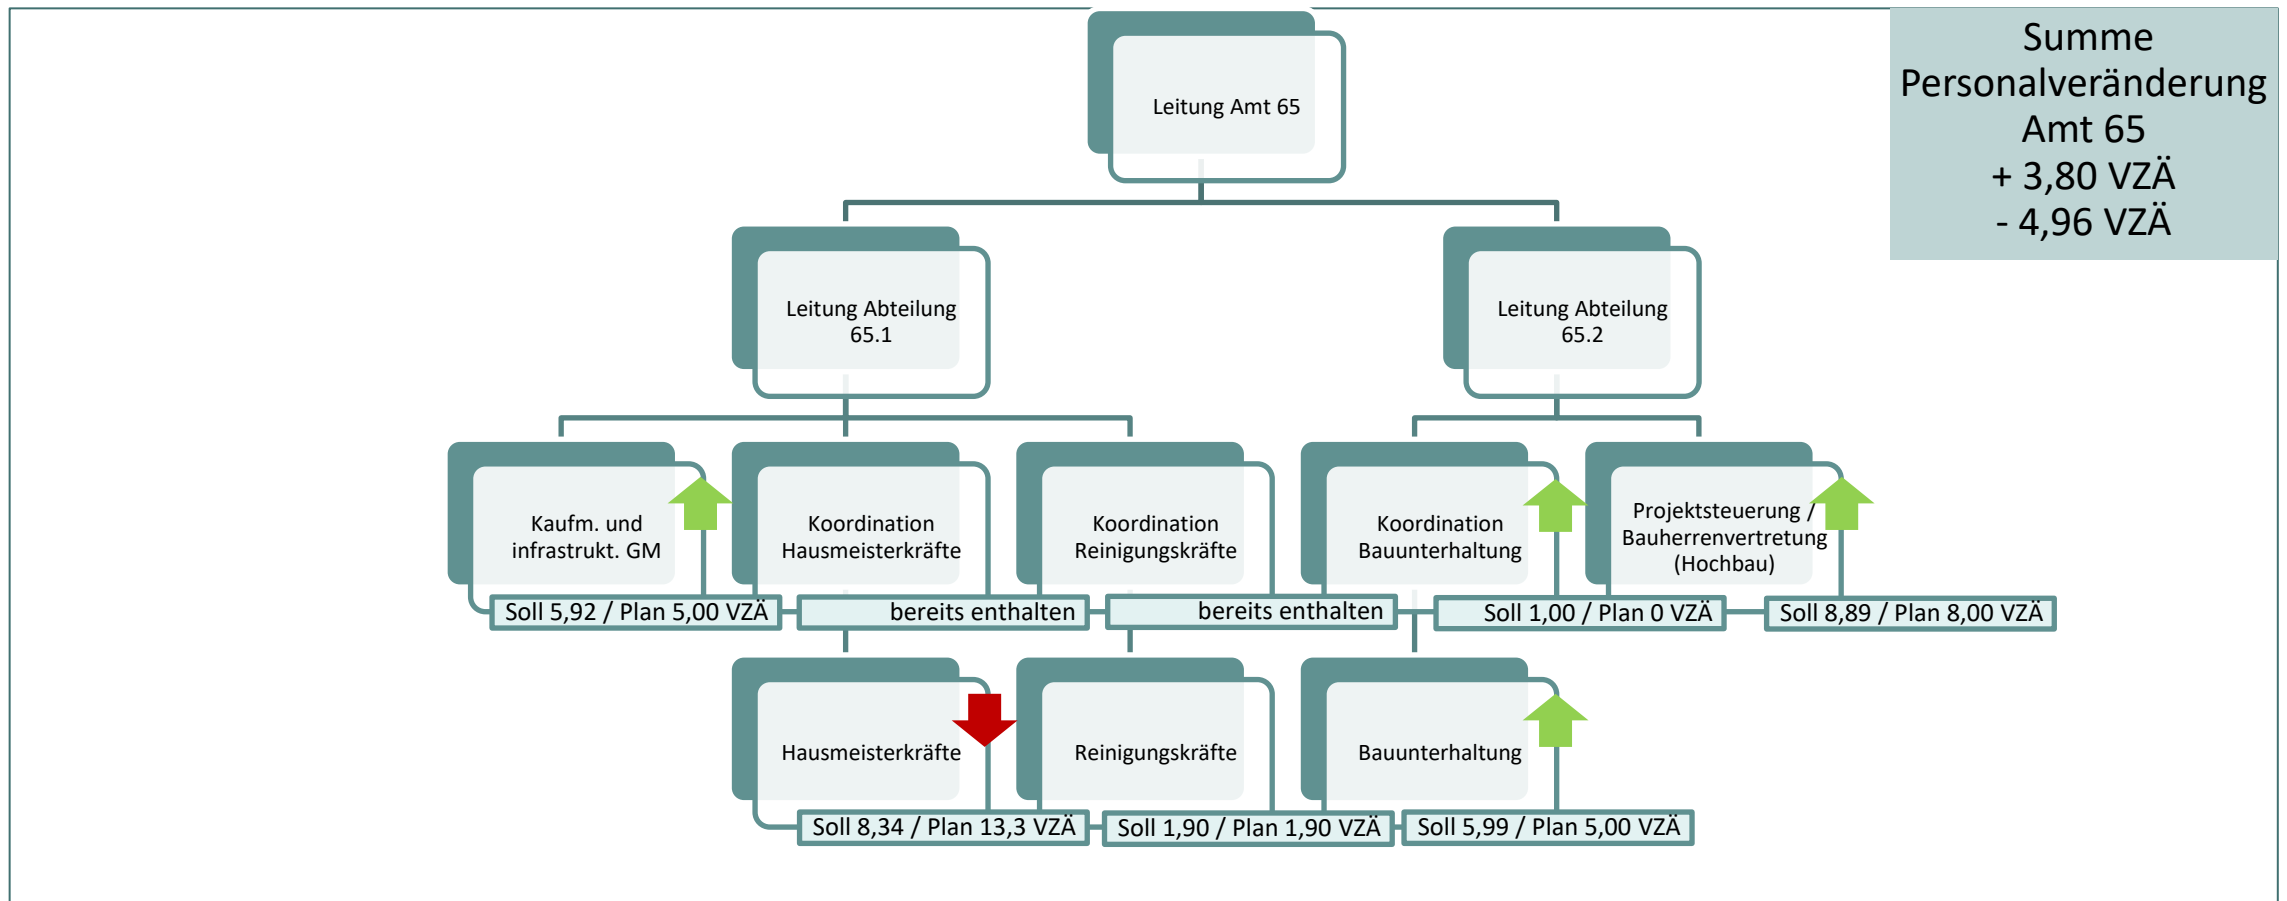 Summe
Personalveränderung
Amt 65
+ 3,80 VZÄ
- 4,96 VZÄ
Leitung Amt 65
Leitung Abteilung
65.1
Leitung Abteilung
65.2
Kaufm. und
infrastrukt. GM
Soll 5,92 / Plan 5,00 VZÄ
Koordination
Hausmeisterkräfte
bereits enthalten
Koordination
Reinigungskräfte
bereits enthalten
Koordination
Bauunterhaltung
Soll 1,00 / Plan 0 VZÄ
Projektsteuerung /
Bauherrenvertretung
(Hochbau)
Soll 8,89 / Plan 8,00 VZÄ
Hausmeisterkräfte
Soll 8,34 / Plan 13,3 VZÄ
Reinigungskräfte
Soll 1,90 / Plan 1,90 VZÄ
Bauunterhaltung
Soll 5,99 / Plan 5,00 VZÄ